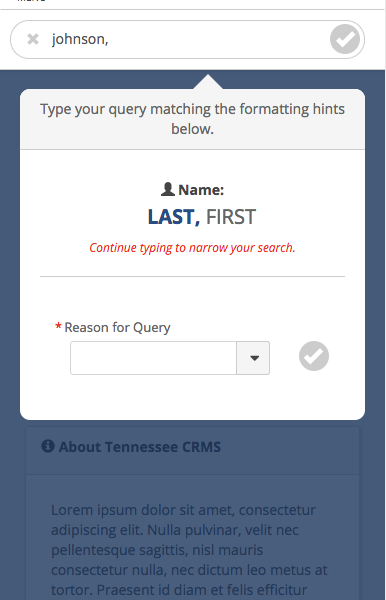 johnson,
Type your query matching the formatting hints
below.
Name:
LAST, FIRST
Continue typing to narrow your search.
* Reason for Query
About Tennessee CRMS
Lorem ipsum dolor sit amet, consectetur
adipiscing elit. Nulla pulvinar, velit nec
pellentesque sagittis, nisl mauris
consectetur nulla, nec dictum leo metus at
tortor. Praesent id diam et felis efficitur